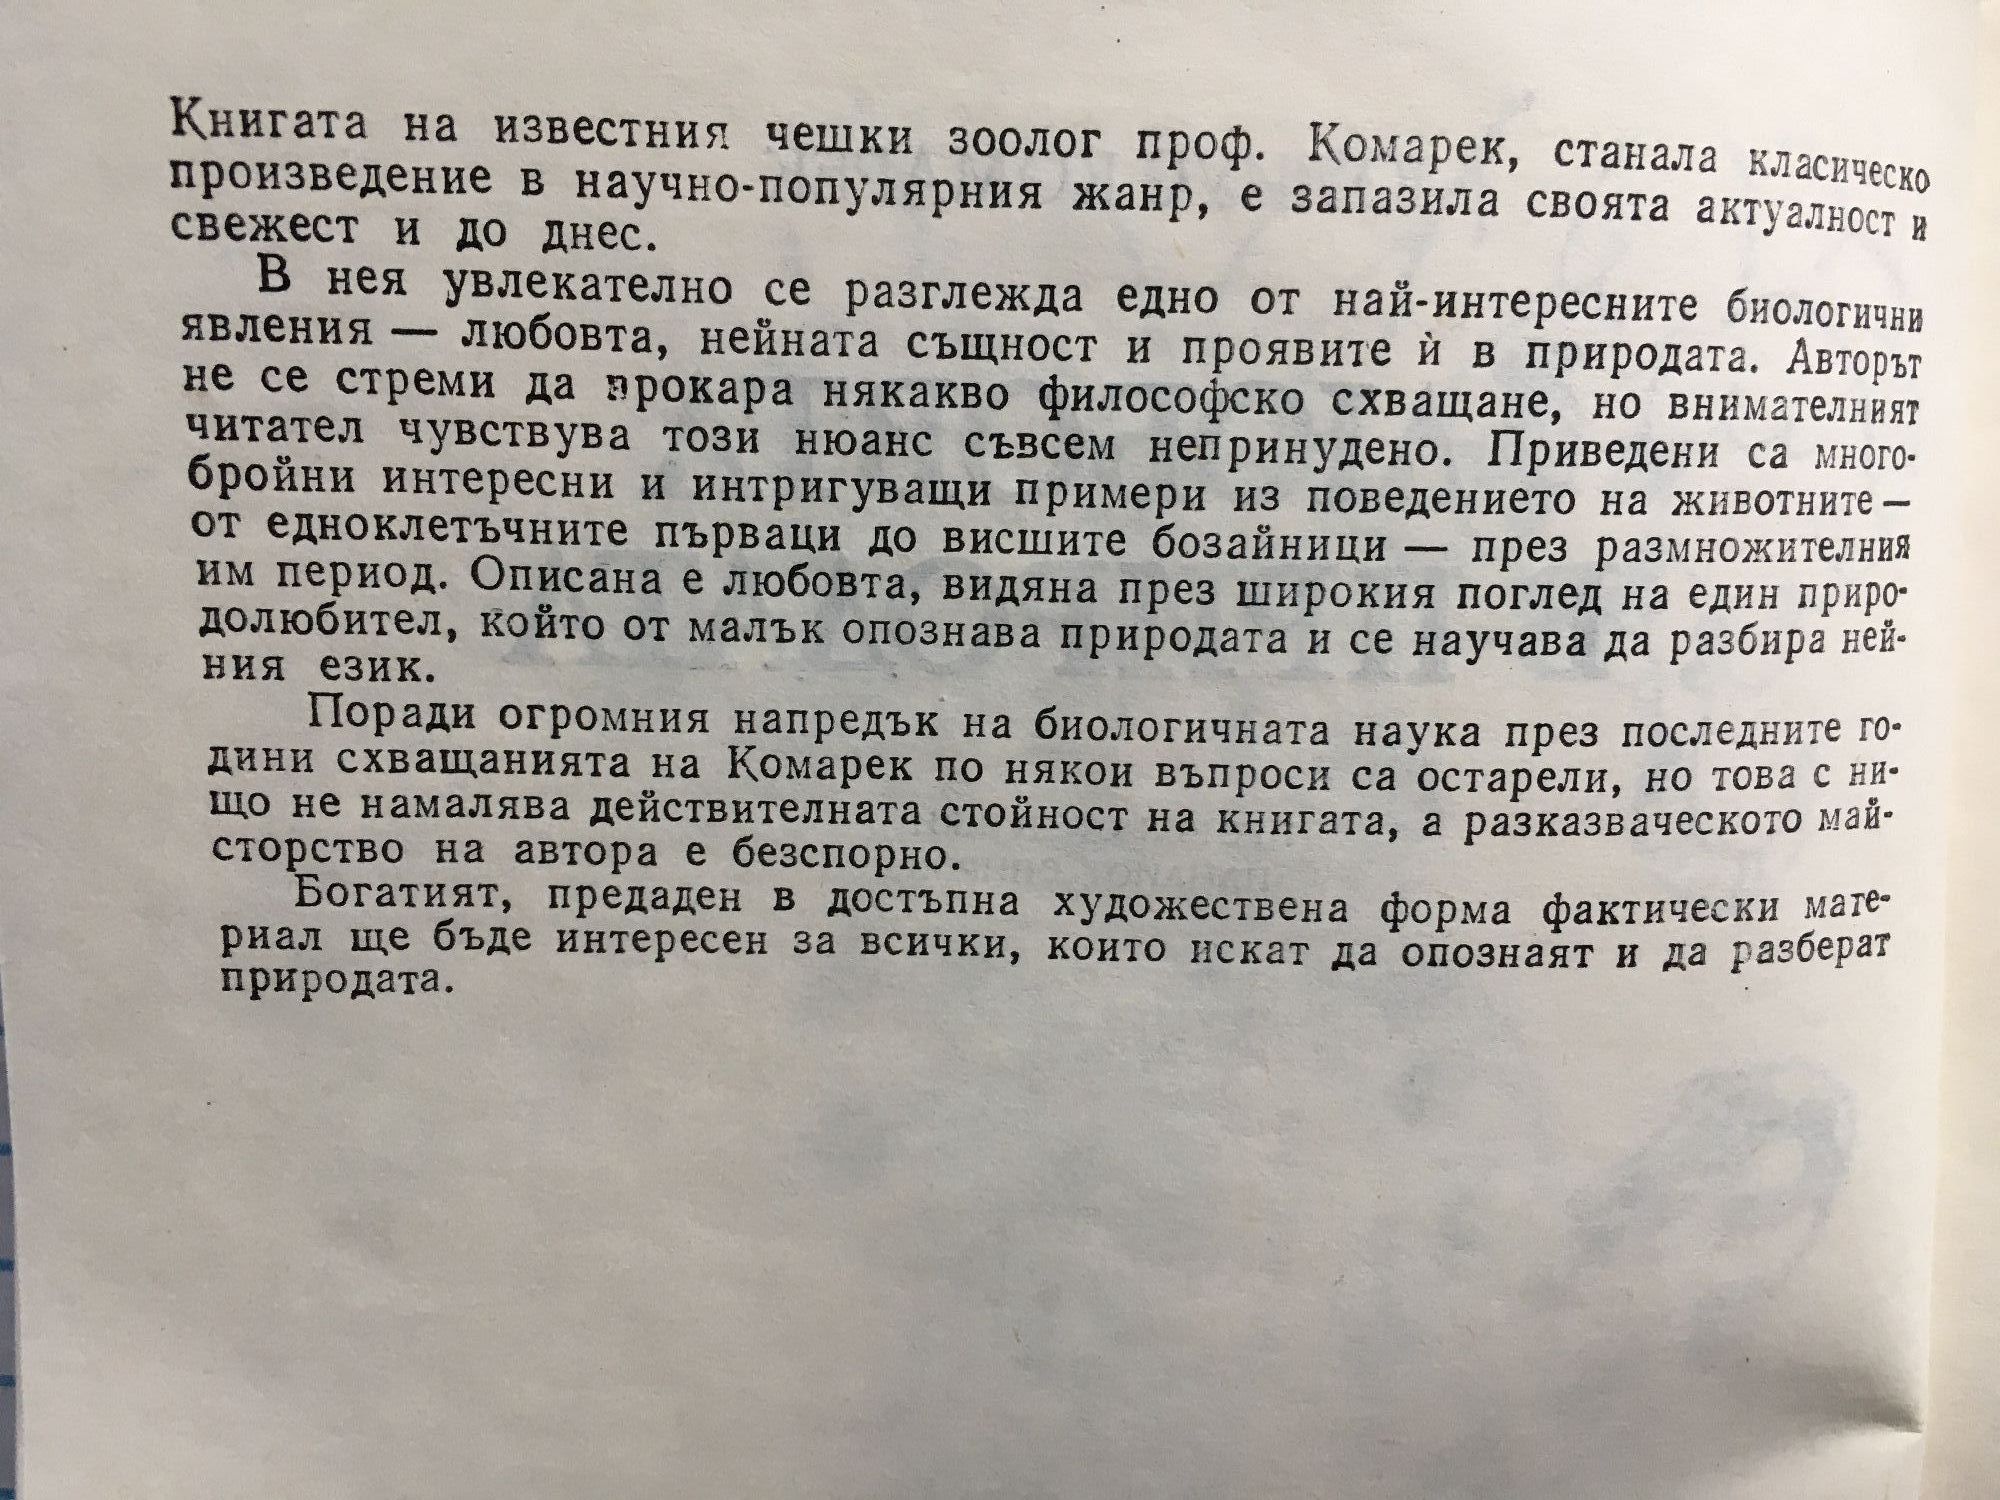 Книгата на известния чешки зоолог проф. Комарек, станала класическо
произведение в научно-популярния жанр, е запазила своята актуалност и
свежест и до днес.
В нея увлекателно се разглежда едно от най-интересните биологични
явления — любовта, нейната същност и проявите ѝ в природата. Авторът
не се стреми да прокара някакво философско схващане, но внимателният
читател чувствува този нюанс съвсем непринудено. Приведени са много-
бройни интересни и интригуващи примери из поведението на животните —
от едноклетъчните първаци до висшите бозайници — през размножителния
им период. Описана е любовта, видяна през широкия поглед на един приро-
долюбител, който от малък опознава природата и се научава да разбира ней-
ния език.
Поради огромния напредък на биологичната наука през последните го-
дини схващанията на Комарек по някои въпроси са остарели, но това с ни-
що не намалява действителната стойност на книгата, а разказваческото май-
сторство на автора е безспорно.
Богатият, предаден в достъпна художествена форма фактически мате-
риал ще бъде интересен за всички, които искат да опознаят и да разберат
природата.